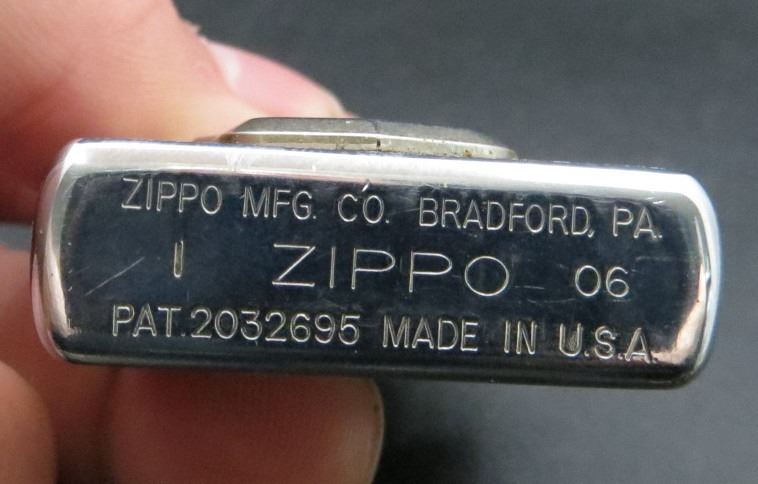 ZIPPO MFG. CO. BRADFORD, PA.
I ZIPPO 06
PAT.2032695 MADE IN U.S.A.